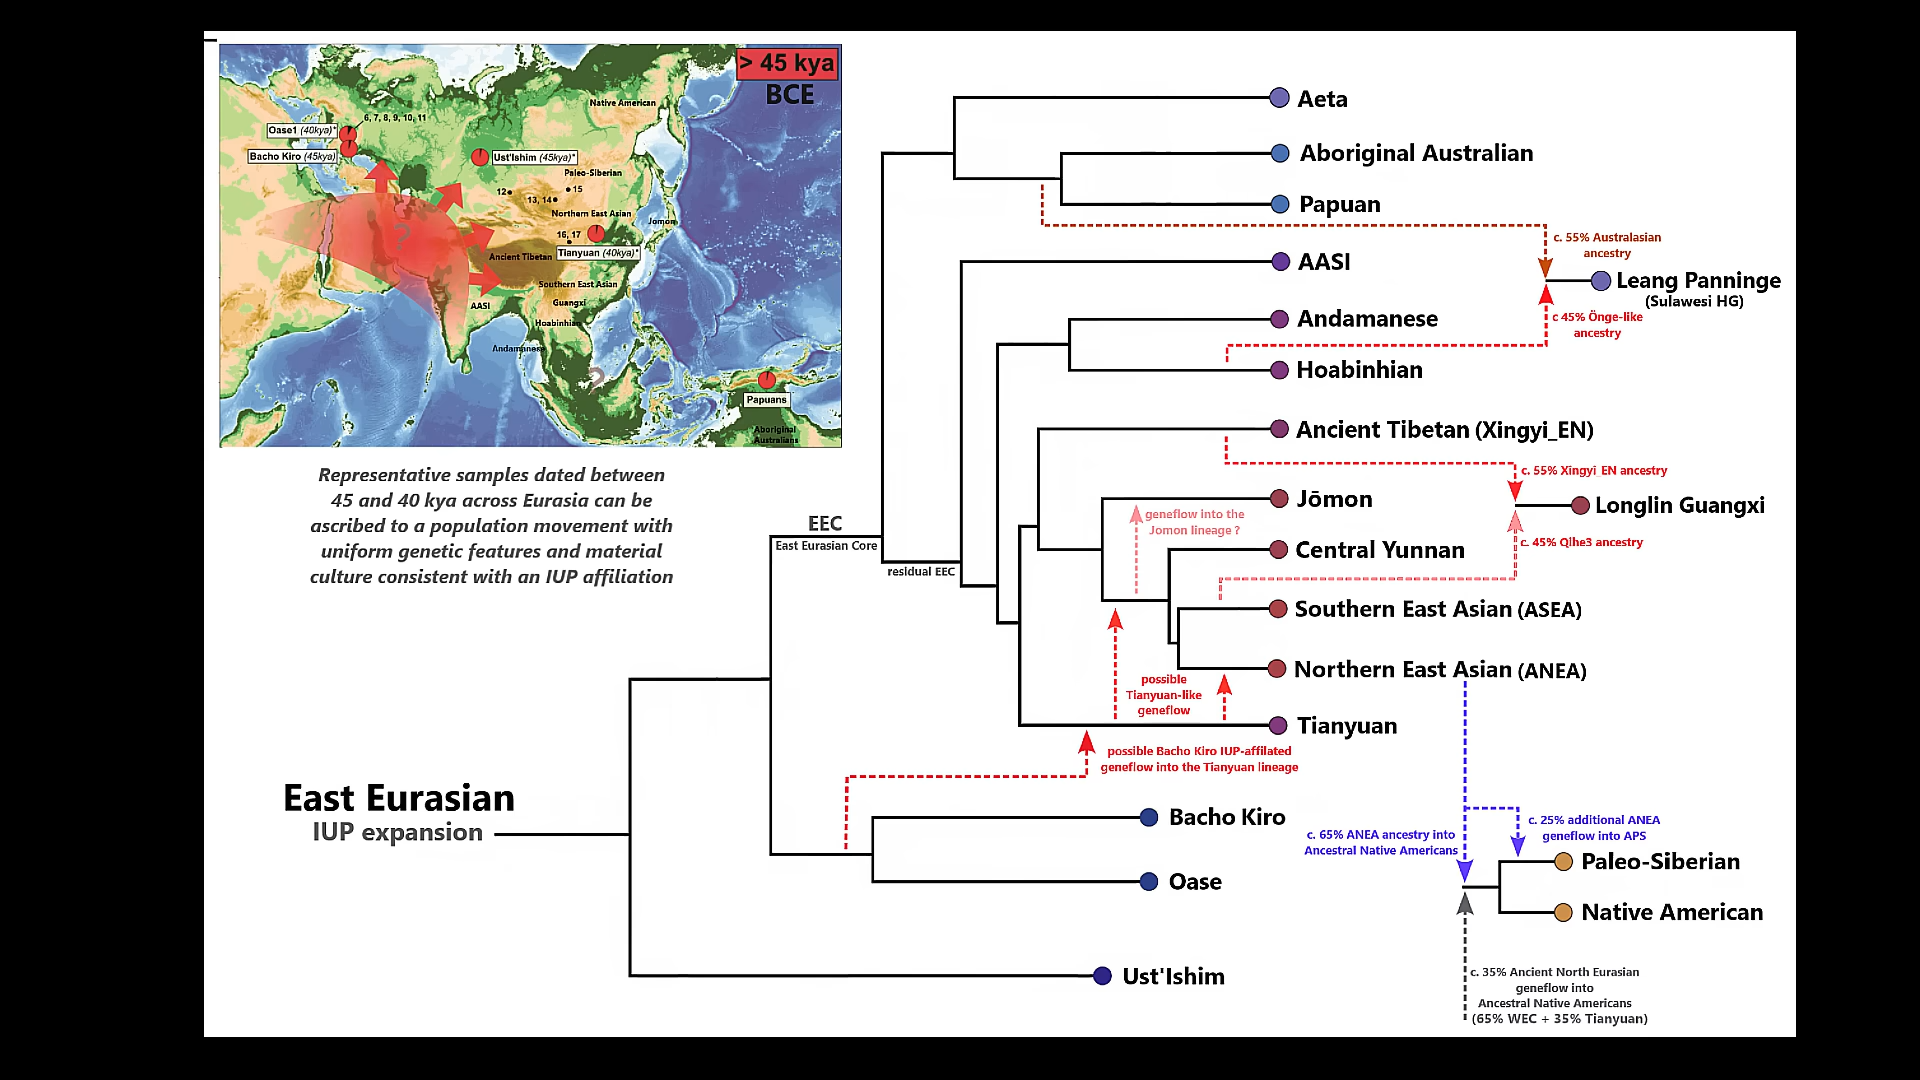 > 45 kya
BCE
Native American
6, 7, 8, 9, 10, 11
Oase1 (40kya)*
Bacho Kiro (45kya)
Ust'Ishim (45kya)*
Paleo-Siberian
12
15
13, 14
Northern East Asian
Jomon
16, 17
Tianyuan (40kya)*
?
Ancient Tibetan
Southern East Asian
AASI
Guangxi
Hoabinhian
Andamanese
?
Papuans
Aboriginal
Australians
Representative samples dated between
45 and 40 kya across Eurasia can be
ascribed to a population movement with
uniform genetic features and material
culture consistent with an IUP affiliation
East Eurasian
IUP expansion
EEC
East Eurasian Core
residual EEC
Aeta
Aboriginal Australian
Papuan
c. 55% Australasian
ancestry
AASI
Leang Panninge
(Sulawesi HG)
c 45% Önge-like
ancestry
Andamanese
Hoabinhian
Ancient Tibetan (Xingyi_EN)
c. 55% Xingyi_EN ancestry
Jōmon
geneflow into the
Jomon lineage ?
Longlin Guangxi
c. 45% Qihe3 ancestry
Central Yunnan
Southern East Asian (ASEA)
Northern East Asian (ANEA)
possible
Tianyuan-like
geneflow
Tianyuan
possible Bacho Kiro IUP-affilated
geneflow into the Tianyuan lineage
Bacho Kiro
Oase
c. 65% ANEA ancestry into
Ancestral Native Americans
c. 25% additional ANEA
geneflow into APS
Paleo-Siberian
Native American
Ust'Ishim
c. 35% Ancient North Eurasian
geneflow into
Ancestral Native Americans
(65% WEC + 35% Tianyuan)